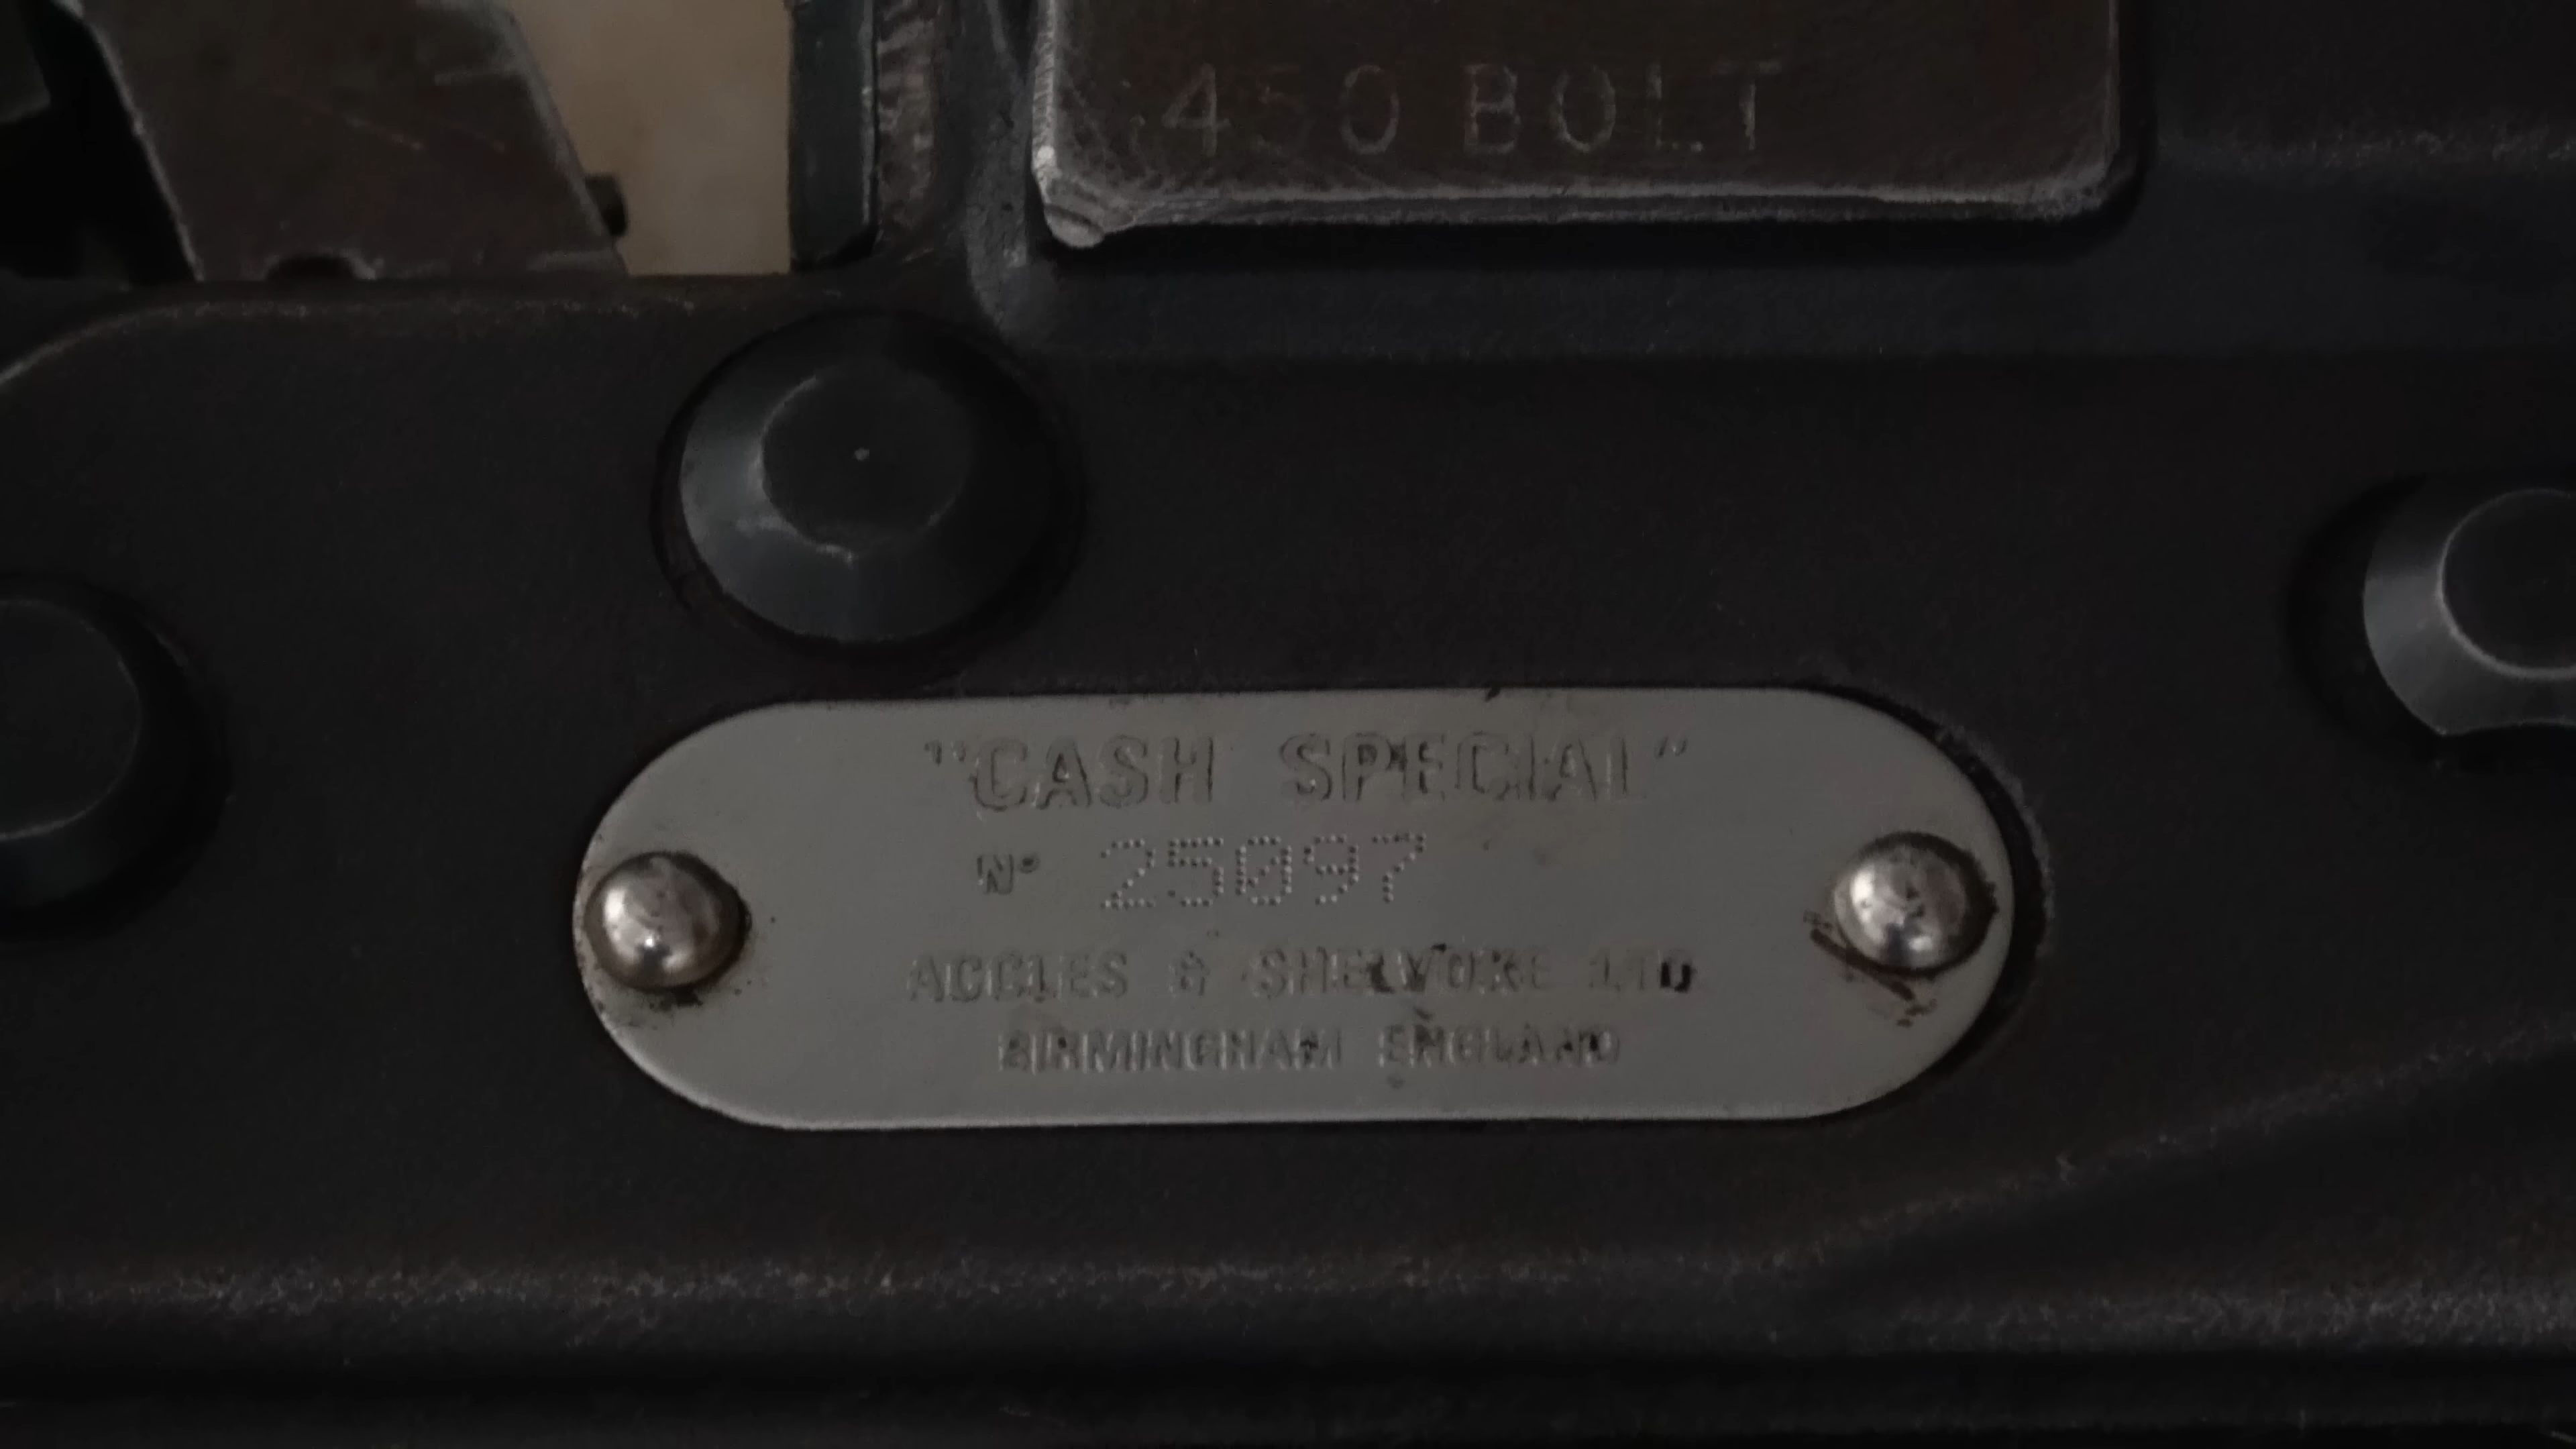 .450 BOLT
"CASH SPECIAL"
Nº 25097
ACCLES & SHELVOKE LTD
BIRMINGHAM ENGLAND